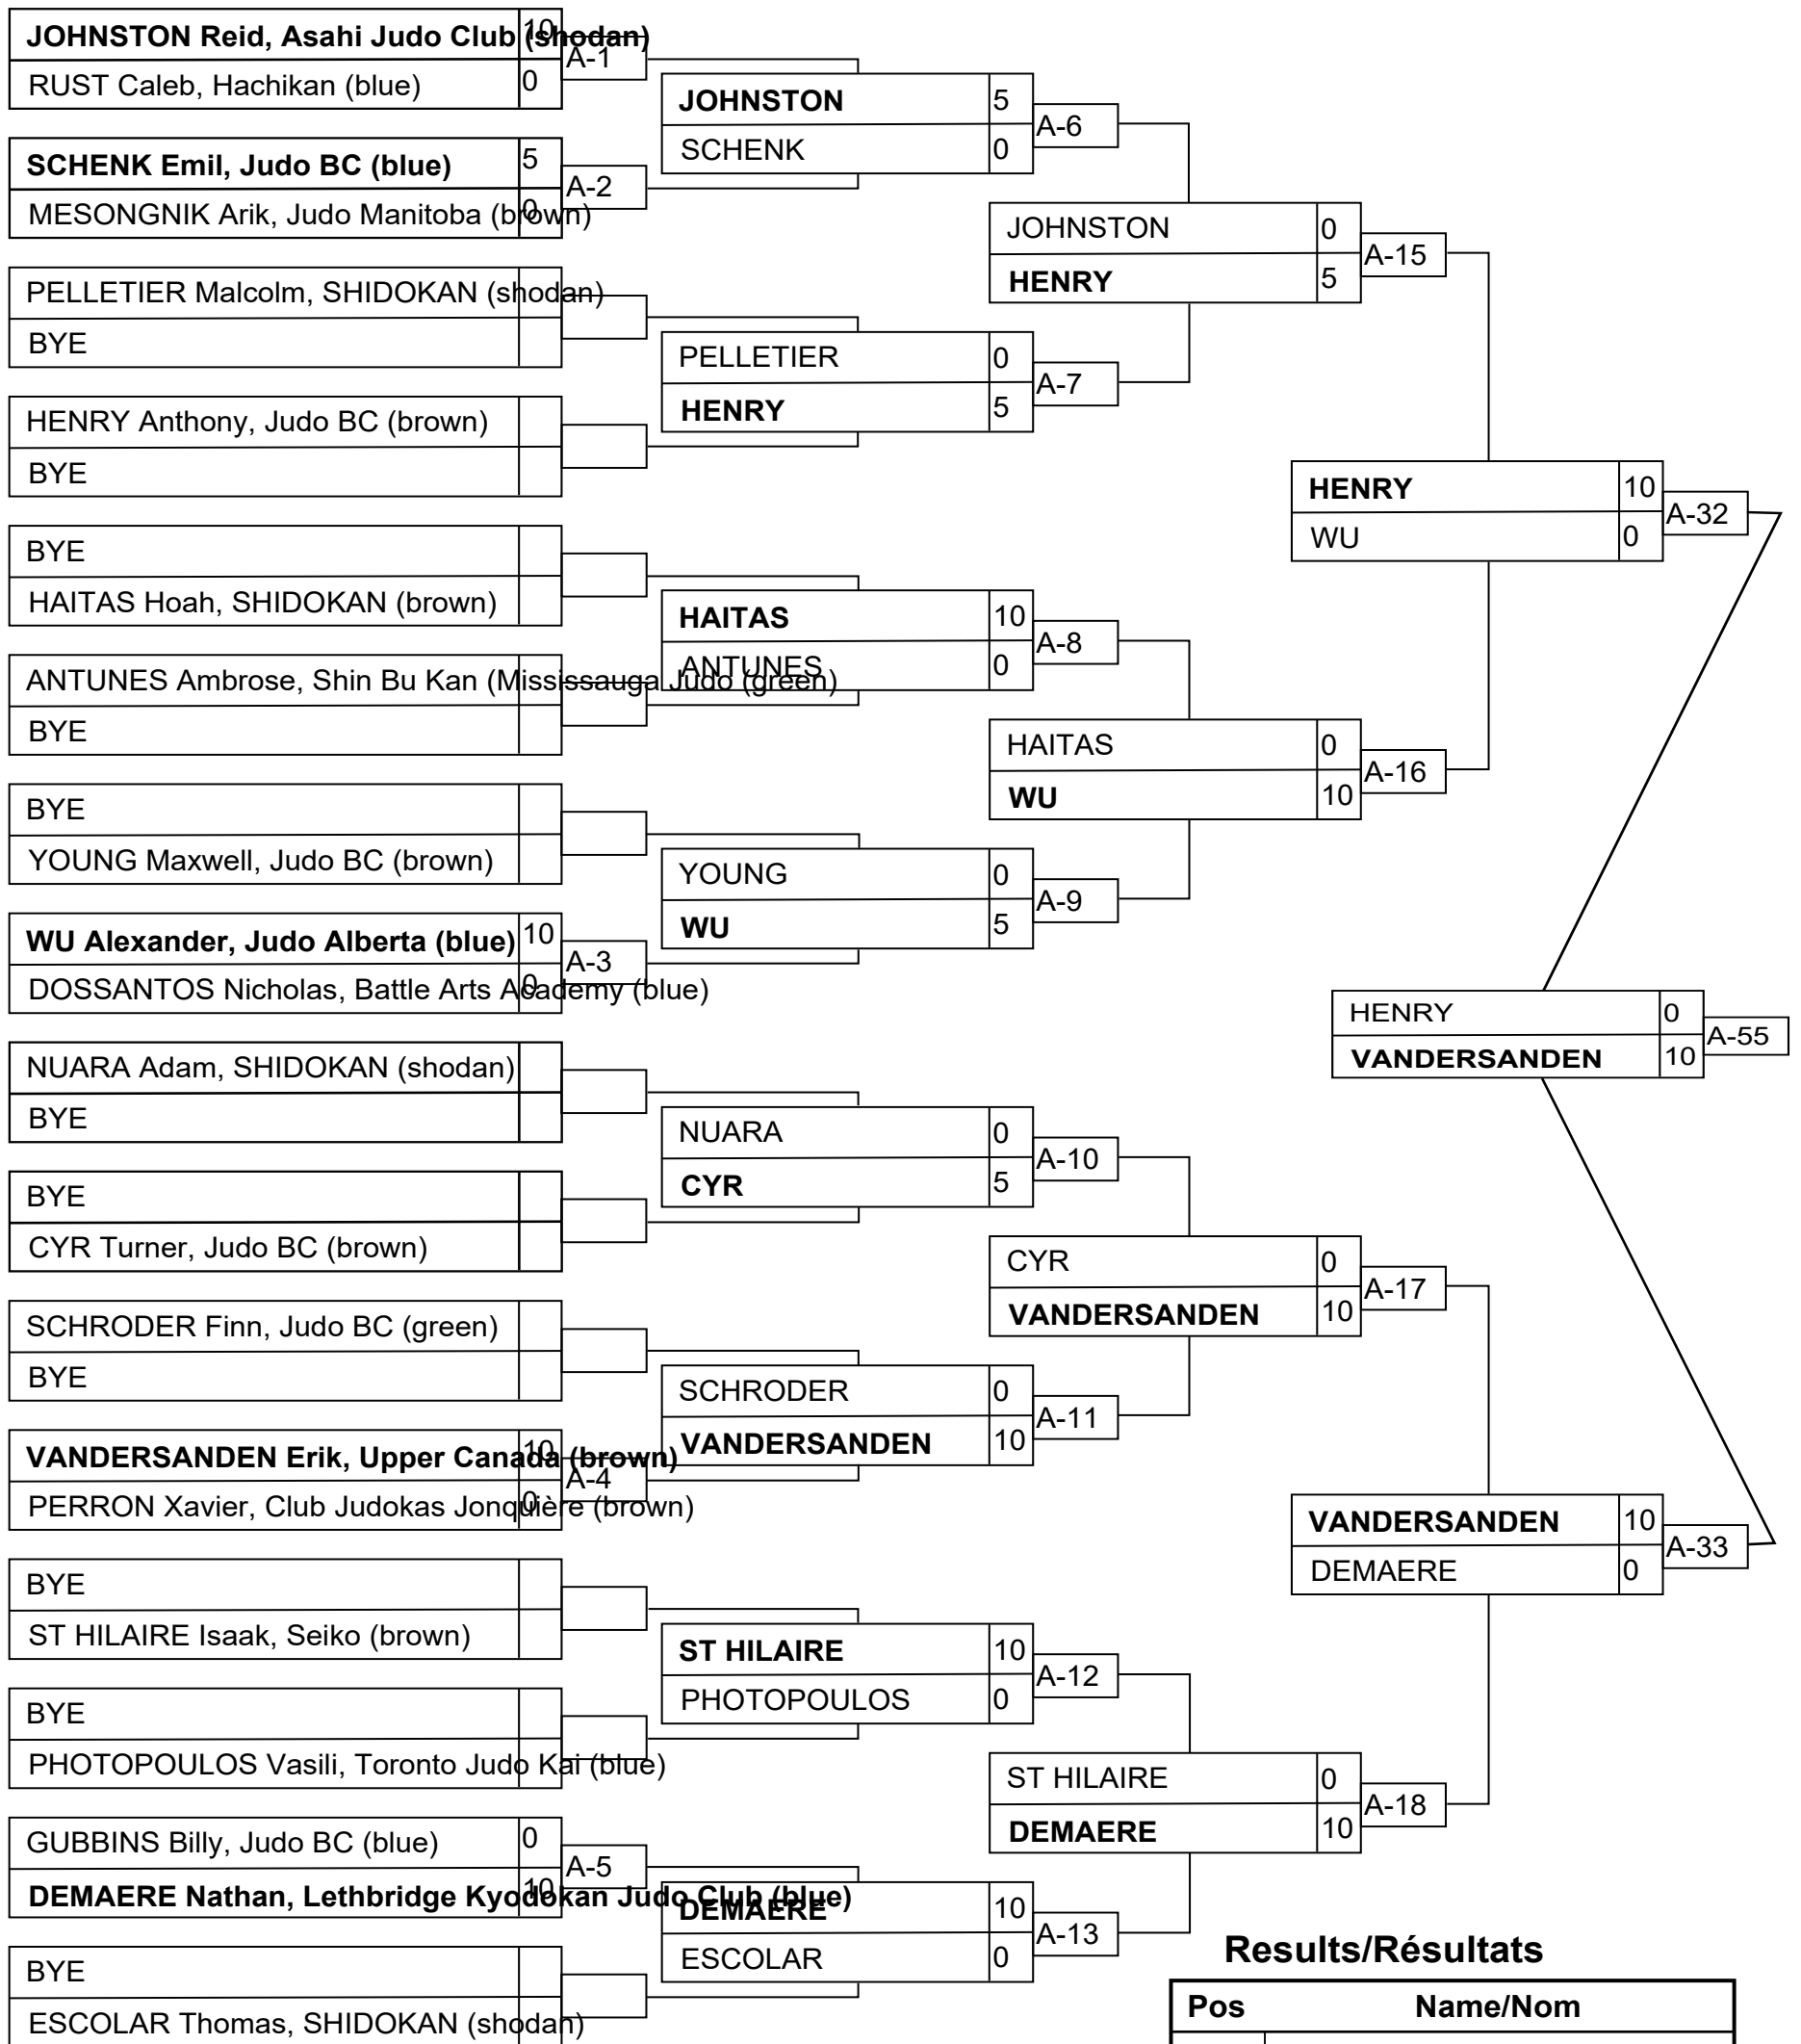 JOHNSTON Reid, Asahi Judo Club (shodan) 10
A-1
RUST Caleb, Hachikan (blue) 0
JOHNSTON 5
A-6
SCHENK 0
SCHENK Emil, Judo BC (blue) 5
A-2
MESONGNIK Arik, Judo Manitoba (brown) 0
JOHNSTON 0
A-15
HENRY 5
PELLETIER Malcolm, SHIDOKAN (shodan)
BYE
PELLETIER 0
A-7
HENRY 5
HENRY Anthony, Judo BC (brown)
BYE
HENRY 10
A-32
WU 0
BYE
HAITAS Hoah, SHIDOKAN (brown)
HAITAS 10
A-8
ANTUNES 0
ANTUNES Ambrose, Shin Bu Kan (Mississauga Judo (green)
BYE
HAITAS 0
A-16
WU 10
BYE
YOUNG Maxwell, Judo BC (brown)
YOUNG 0
A-9
WU 5
WU Alexander, Judo Alberta (blue) 10
A-3
DOSSANTOS Nicholas, Battle Arts Academy (blue) 0
HENRY 0
A-55
VANDERSANDEN 10
NUARA Adam, SHIDOKAN (shodan)
BYE
NUARA 0
A-10
CYR 5
BYE
CYR Turner, Judo BC (brown)
CYR 0
A-17
VANDERSANDEN 10
SCHRODER Finn, Judo BC (green)
BYE
SCHRODER 0
A-11
VANDERSANDEN 10
VANDERSANDEN Erik, Upper Canada (brown) 10
A-4
PERRON Xavier, Club Judokas Jonquière (brown) 0
VANDERSANDEN 10
A-33
DEMAERE 0
BYE
ST HILAIRE Isaak, Seiko (brown)
ST HILAIRE 10
A-12
PHOTOPOULOS 0
BYE
PHOTOPOULOS Vasili, Toronto Judo Kai (blue)
ST HILAIRE 0
A-18
DEMAERE 10
GUBBINS Billy, Judo BC (blue) 0
A-5
DEMAERE Nathan, Lethbridge Kyodokan Judo Club (blue) 10
DEMAERE 10
A-13
ESCOLAR 0
BYE
ESCOLAR Thomas, SHIDOKAN (shodan)
Results/Résultats
Pos Name/Nom